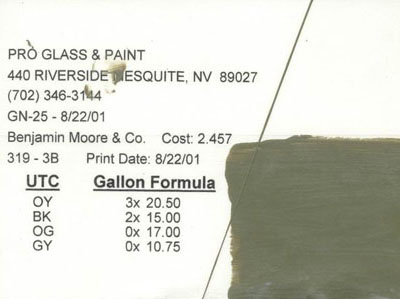 PRO GLASS & PAINT
440 RIVERSIDE MESQUITE, NV 89027
(702) 346-3144
GN-25 - 8/22/01
Benjamin Moore & Co. Cost: 2.457
319 - 3B Print Date: 8/22/01
UTC Gallon Formula
OY 3x 20.50
BK 2x 15.00
OG 0x 17.00
GY 0x 10.75